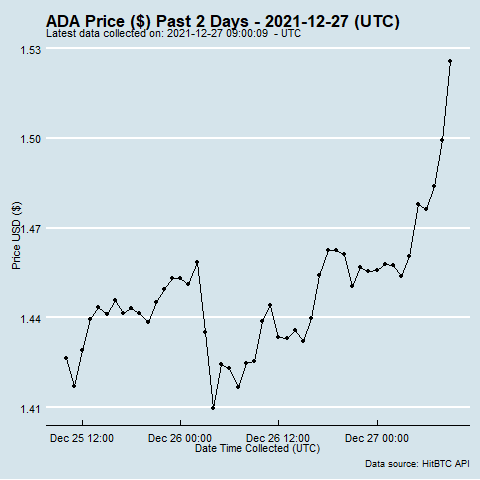 ADA Price ($) Past 2 Days - 2021-12-27 (UTC)
Latest data collected on: 2021-12-27 09:00:09  - UTC
1.53
1.50
1.47
1.44
1.41
Price USD ($)
Dec 25 12:00
Dec 26 00:00
Dec 26 12:00
Dec 27 00:00
Date Time Collected (UTC)
Data source: HitBTC API